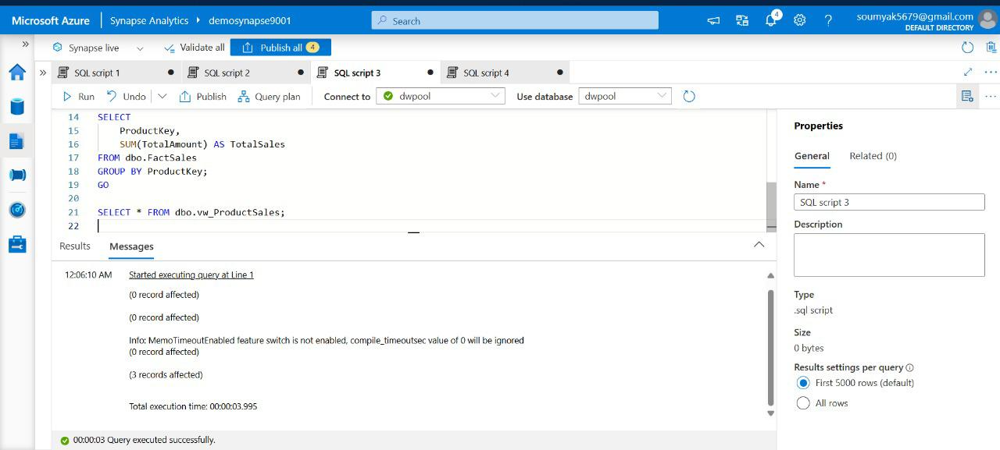 Microsoft Azure
Synapse Analytics
demosynapse9001
Search
4
?
soumyak5679@gmail.com
DEFAULT DIRECTORY
Synapse live
Validate all
Publish all 4
SQL script 1
SQL script 2
SQL script 3
SQL script 4
Run
Undo
Publish
Query plan
Connect to
dwpool
Use database
dwpool
14 SELECT
15 ProductKey,
16 SUM(TotalAmount) AS TotalSales
17 FROM dbo.FactSales
18 GROUP BY ProductKey;
19 GO
20
21 SELECT * FROM dbo.vw_ProductSales;
22
Results
Messages
12:06:10 AM Started executing query at Line 1
(0 record affected)
(0 record affected)
Info: MemoTimeoutEnabled feature switch is not enabled, compile_timeoutsec value of 0 will be ignored
(0 record affected)
(3 records affected)
Total execution time: 00:00:03.995
00:00:03 Query executed successfully.
Properties
General
Related (0)
Name *
SQL script 3
Description
Type
.sql script
Size
0 bytes
Results settings per query
First 5000 rows (default)
All rows